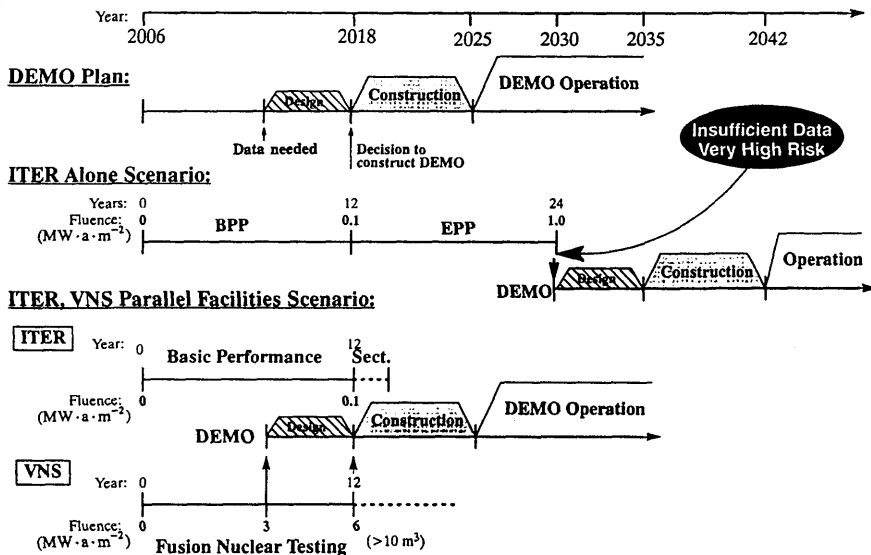 Year:
2006 2018 2025 2030 2035 2042
DEMO Plan:
Design Construction DEMO Operation
Data needed
Decision to
construct DEMO
Insufficient Data
Very High Risk
ITER Alone Scenario:
Years: 0 12 24
Fluence: 0 0.1 1.0
(MW·a·m⁻²)
BPP EPP
DEMO Design Construction Operation
ITER, VNS Parallel Facilities Scenario:
ITER
Year: 0 12
Basic Performance Sect.
Fluence: 0 0.1
(MW·a·m⁻²)
DEMO Design Construction DEMO Operation
VNS
Year: 0 12
Fluence: 0 3 6
(MW·a·m⁻²)
Fusion Nuclear Testing (>10 m³)